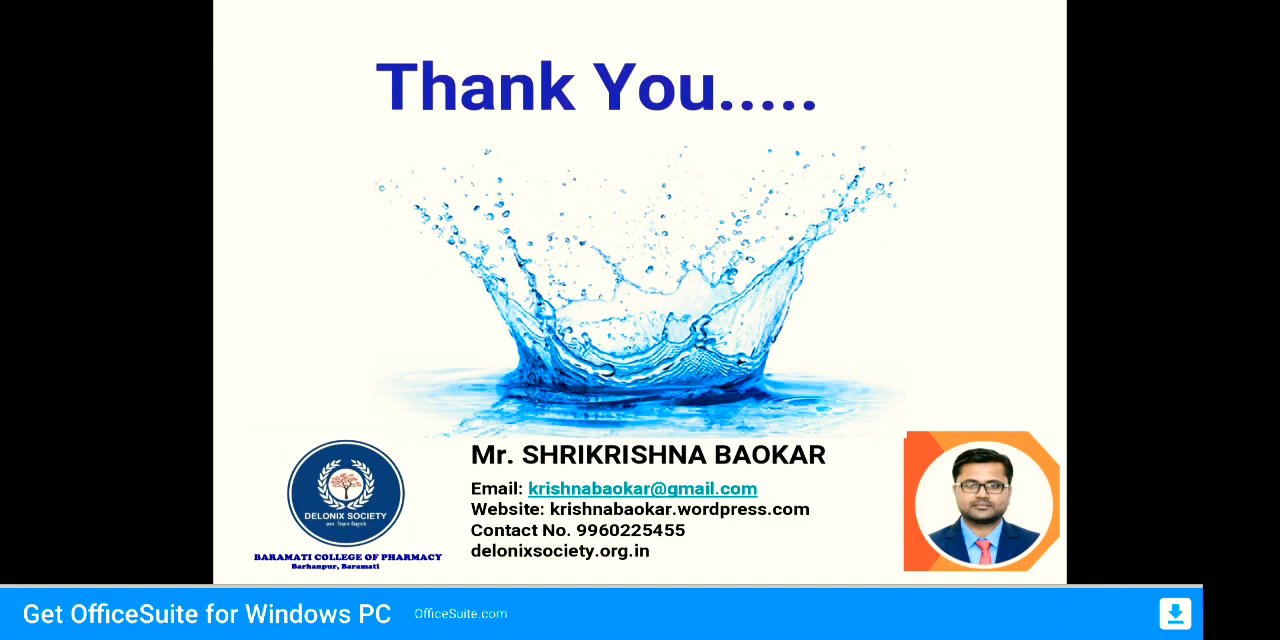 Thank You.....
Mr. SHRIKRISHNA BAOKAR
Email: krishnabaokar@gmail.com
Website: krishnabaokar.wordpress.com
Contact No. 9960225455
delonixsociety.org.in
DELONIX SOCIETY
BARAMATI COLLEGE OF PHARMACY
Barhanpur, Baramati
Get OfficeSuite for Windows PC
OfficeSuite.com